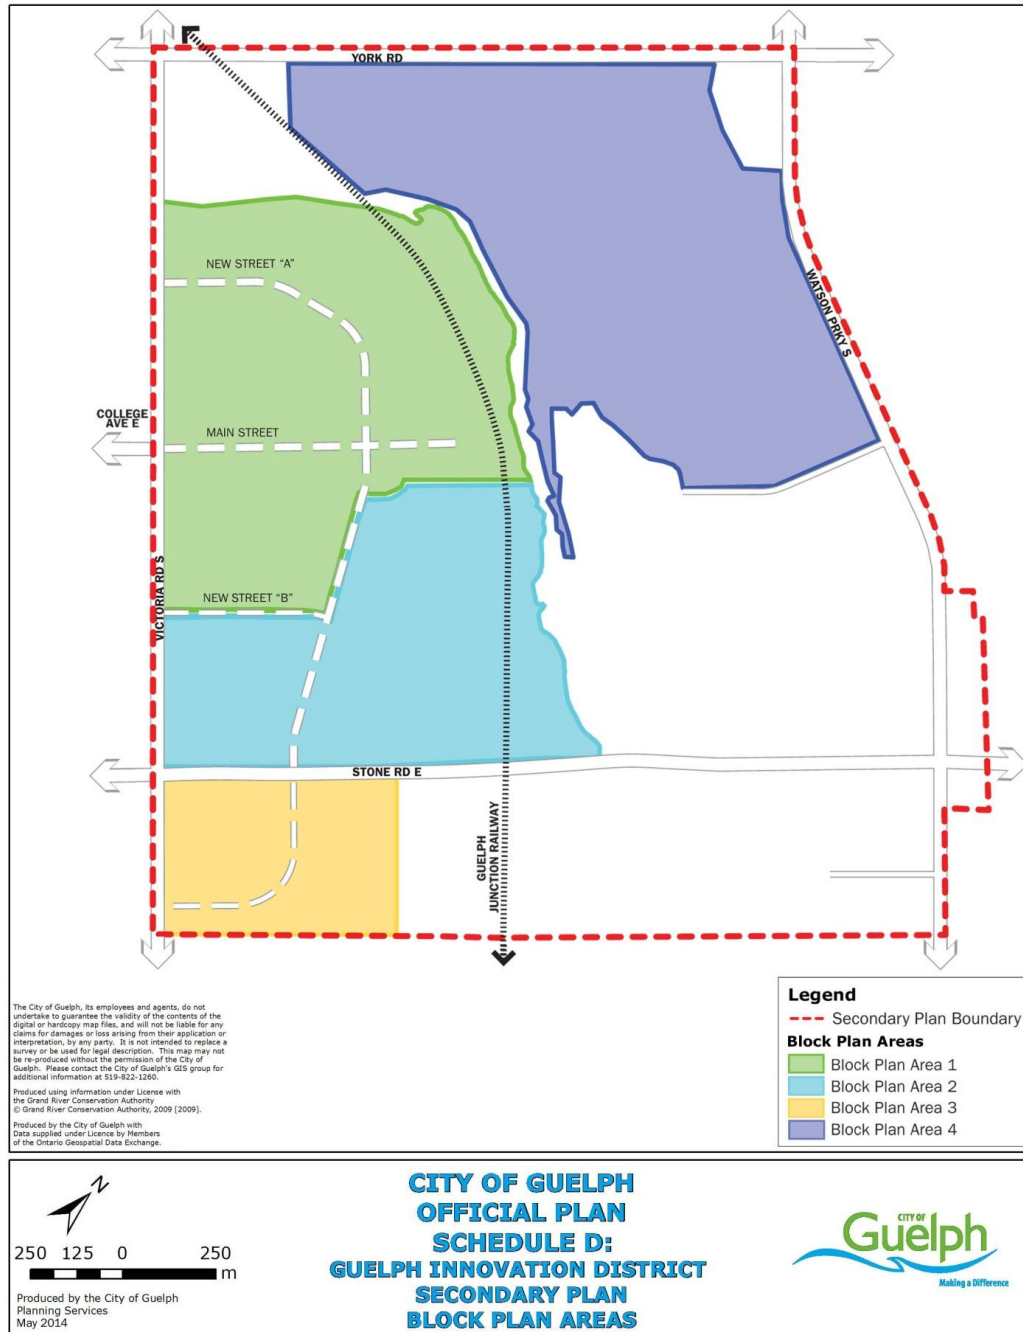 YORK RD
NEW STREET “A”
WATSON PRKY S
COLLEGE
AVE E
MAIN STREET
VICTORIA RD S
NEW STREET “B”
STONE RD E
GUELPH
JUNCTION RAILWAY
The City of Guelph, its employees and agents, do not
undertake to guarantee the validity of the contents of the
digital or hardcopy map files, and will not be liable for any
claims for damages or loss arising from their application or
interpretation, by any party. It is not intended to replace a
survey or be used for legal description. This map may not
be re-produced without the permission of the City of
Guelph. Please contact the City of Guelph's GIS group for
additional information at 519-822-1260.
Produced using information under License with
the Grand River Conservation Authority
© Grand River Conservation Authority, 2009 [2009].
Produced by the City of Guelph with
Data supplied under Licence by Members
of the Ontario Geospatial Data Exchange.
Legend
Secondary Plan Boundary
Block Plan Areas
Block Plan Area 1
Block Plan Area 2
Block Plan Area 3
Block Plan Area 4
N
250 125 0 250
m
Produced by the City of Guelph
Planning Services
May 2014
CITY OF GUELPH
OFFICIAL PLAN
SCHEDULE D:
GUELPH INNOVATION DISTRICT
SECONDARY PLAN
BLOCK PLAN AREAS
CITY OF
Guelph
Making a Difference